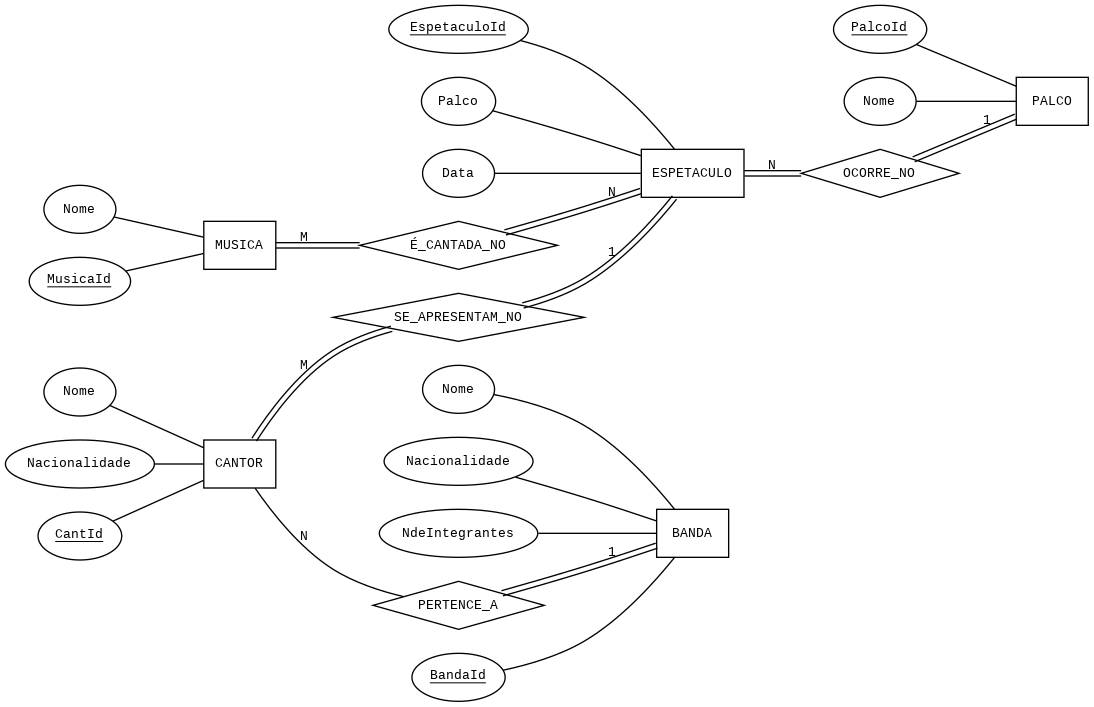 EspetaculoId
PalcoId
Palco
Nome
PALCO
1
Data
ESPETACULO
N
OCORRE_NO
N
Nome
MUSICA
M
É_CANTADA_NO
1
MusicaId
SE_APRESENTAM_NO
M
Nome
Nome
Nacionalidade
CANTOR
Nacionalidade
CantId
N
NdeIntegrantes
BANDA
1
PERTENCE_A
BandaId